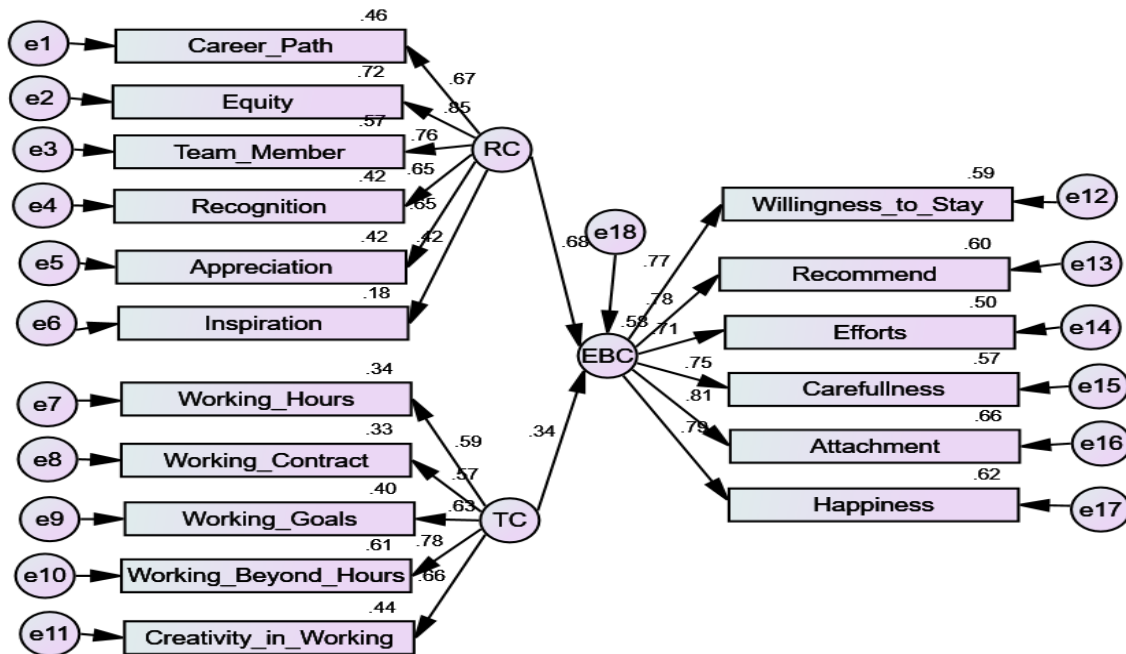 .46
e1
Career_Path
.67
.72
e2
Equity
.85
.57
e3
Team_Member
.76
RC
.42
.65
e4
Recognition
.65
.42
.42
e5
Appreciation
.18
e6
Inspiration
.68
e18
.59
Willingness_to_Stay
e12
.77
.60
Recommend
e13
.78
.58
.71
.50
Efforts
e14
EBC
.75
.57
Carefullness
e15
.81
.66
Attachment
e16
.79
.62
Happiness
e17
.34
e7
Working_Hours
.59
.34
.33
e8
Working_Contract
.57
.40
e9
Working_Goals
.63
TC
.61
.78
e10
Working_Beyond_Hours
.66
.44
e11
Creativity_in_Working